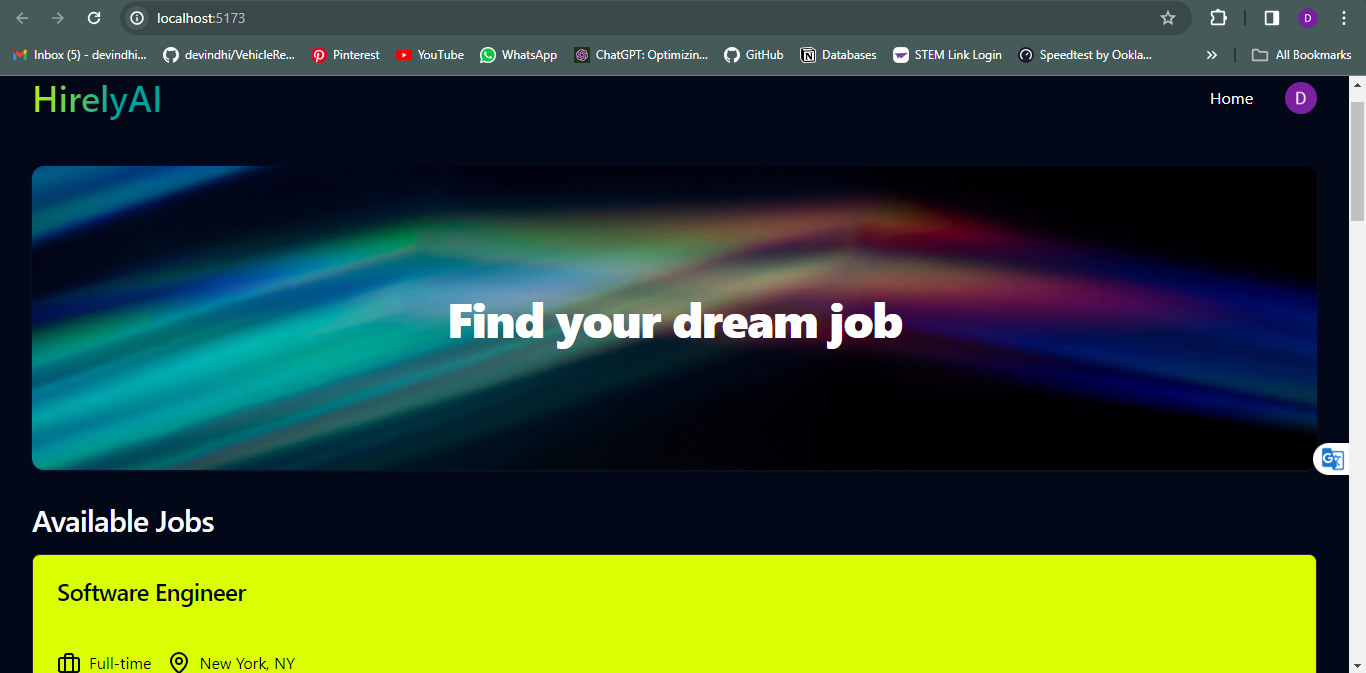 localhost:5173
D
Inbox (5) - devindhi... devindhi/VehicleRe... Pinterest YouTube WhatsApp ChatGPT: Optimizin... GitHub Databases STEM Link Login Speedtest by Ookla... » All Bookmarks
HirelyAI Home D
Find your dream job
Available Jobs
Software Engineer
Full-time New York, NY